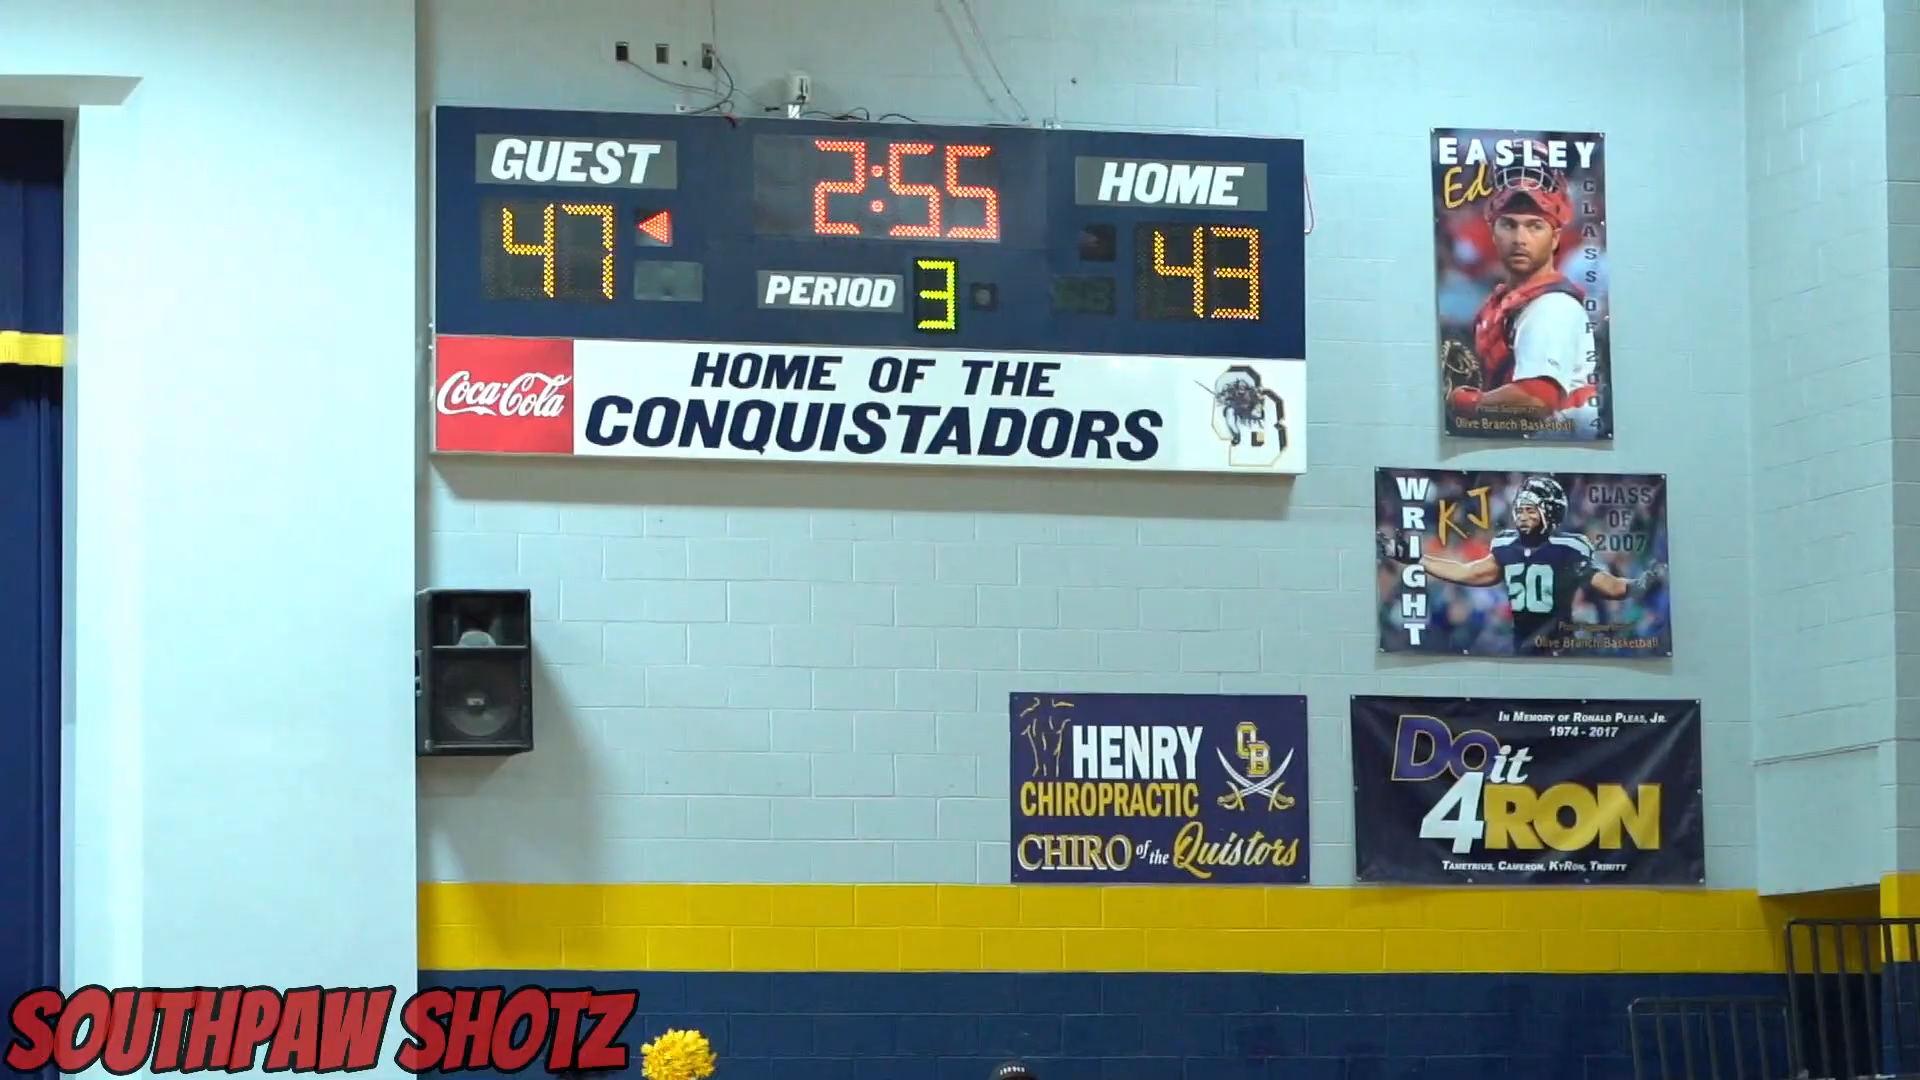 GUEST
2:55
HOME
47
43
PERIOD
3
Coca-Cola
HOME OF THE
CONQUISTADORS
OB
EASLEY
Ed
CLASS OF 2004
Olive Branch Basketball
WRIGHT
KJ
CLASS
OF
2007
50
Olive Branch Basketball
HENRY
CHIROPRACTIC
CHIRO of the Quistors
OB
IN MEMORY OF RONALD PLEAS, JR.
1974 - 2017
DO it
4RON
TAMETRIUS, CAMERON, KYRON, TRINITY
SOUTHPAW SHOTZ